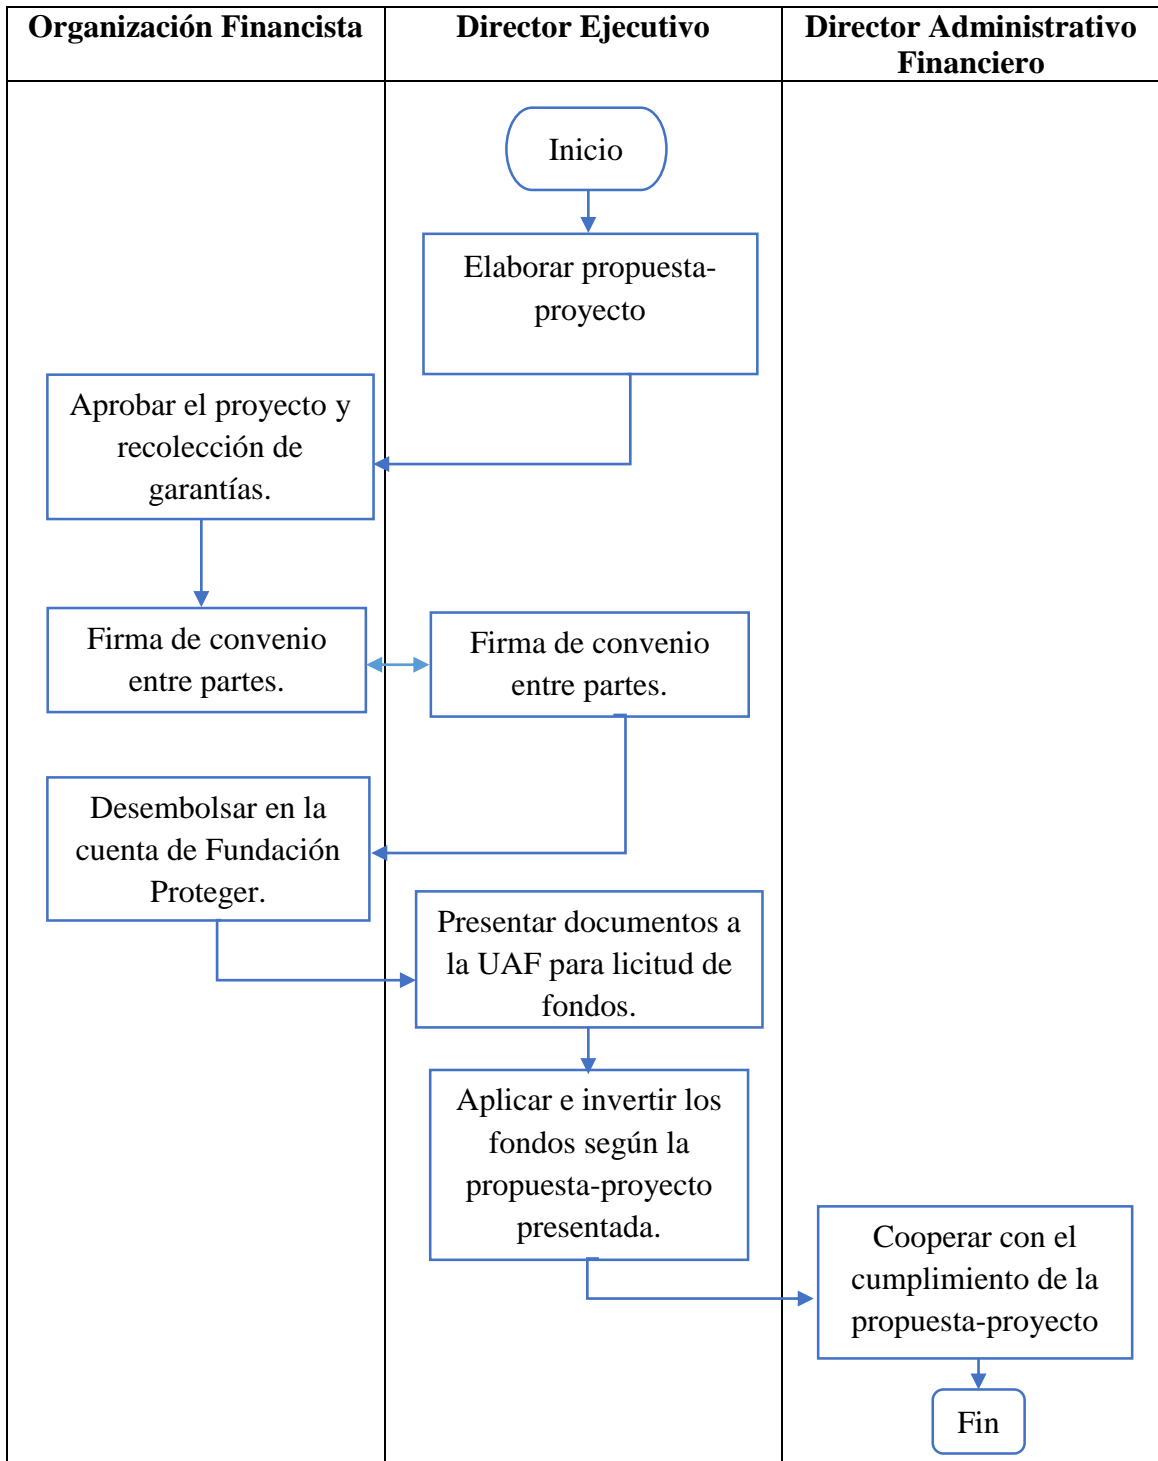 Organización Financista
Director Ejecutivo
Director Administrativo
Financiero
Inicio
Elaborar propuesta-
proyecto
Aprobar el proyecto y
recolección de
garantías.
Firma de convenio
entre partes.
Firma de convenio
entre partes.
Desembolsar en la
cuenta de Fundación
Proteger.
Presentar documentos a
la UAF para licitud de
fondos.
Aplicar e invertir los
fondos según la
propuesta-proyecto
presentada.
Cooperar con el
cumplimiento de la
propuesta-proyecto
Fin